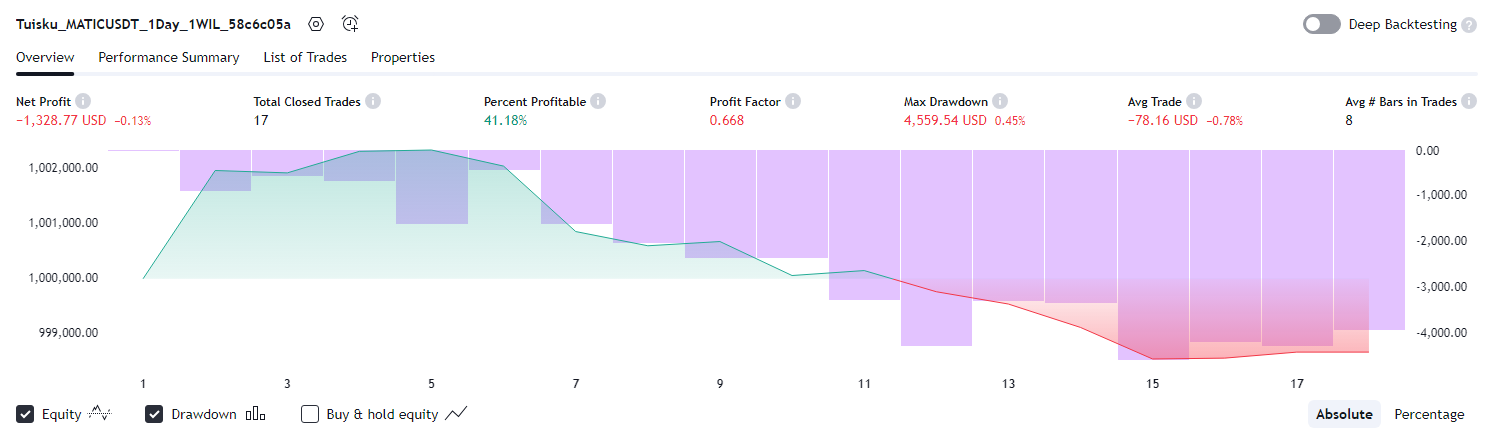 Tuisku_MATICUSDT_1Day_1WIL_58c6c05a
Deep Backtesting ?
Overview Performance Summary List of Trades Properties
Net Profit i Total Closed Trades i Percent Profitable i Profit Factor i Max Drawdown i Avg Trade i Avg # Bars in Trades i
−1,328.77 USD −0.13% 17 41.18% 0.668 4,559.54 USD 0.45% −78.16 USD −0.78% 8
0.00
1,002,000.00
-1,000.00
1,001,000.00
-2,000.00
1,000,000.00
-3,000.00
999,000.00 -4,000.00
1 3 5 7 9 11 13 15 17
Equity Drawdown Buy & hold equity Absolute Percentage